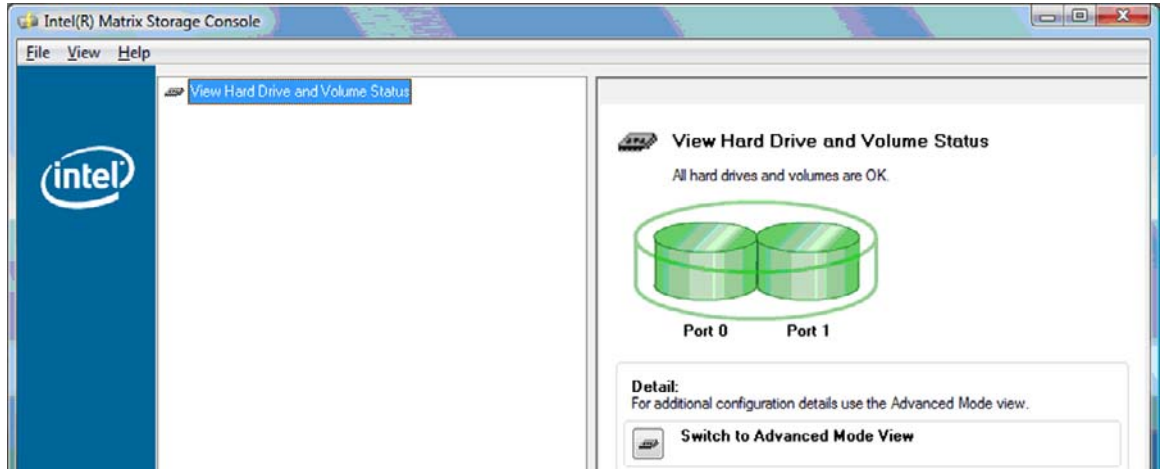 Intel(R) Matrix Storage Console
File View Help
View Hard Drive and Volume Status
intel
View Hard Drive and Volume Status
All hard drives and volumes are OK.
Port 0 Port 1
Detail:
For additional configuration details use the Advanced Mode view.
Switch to Advanced Mode View